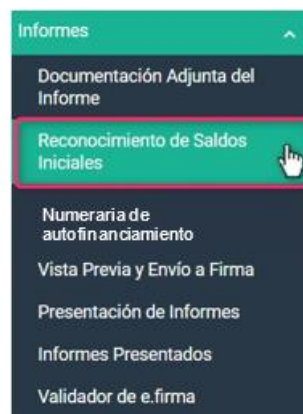 Informes
Documentación Adjunta del
Informe
Reconocimiento de Saldos
Iniciales
Numeraria de
autofinanciamiento
Vista Previa y Envío a Firma
Presentación de Informes
Informes Presentados
Validador de e.firma